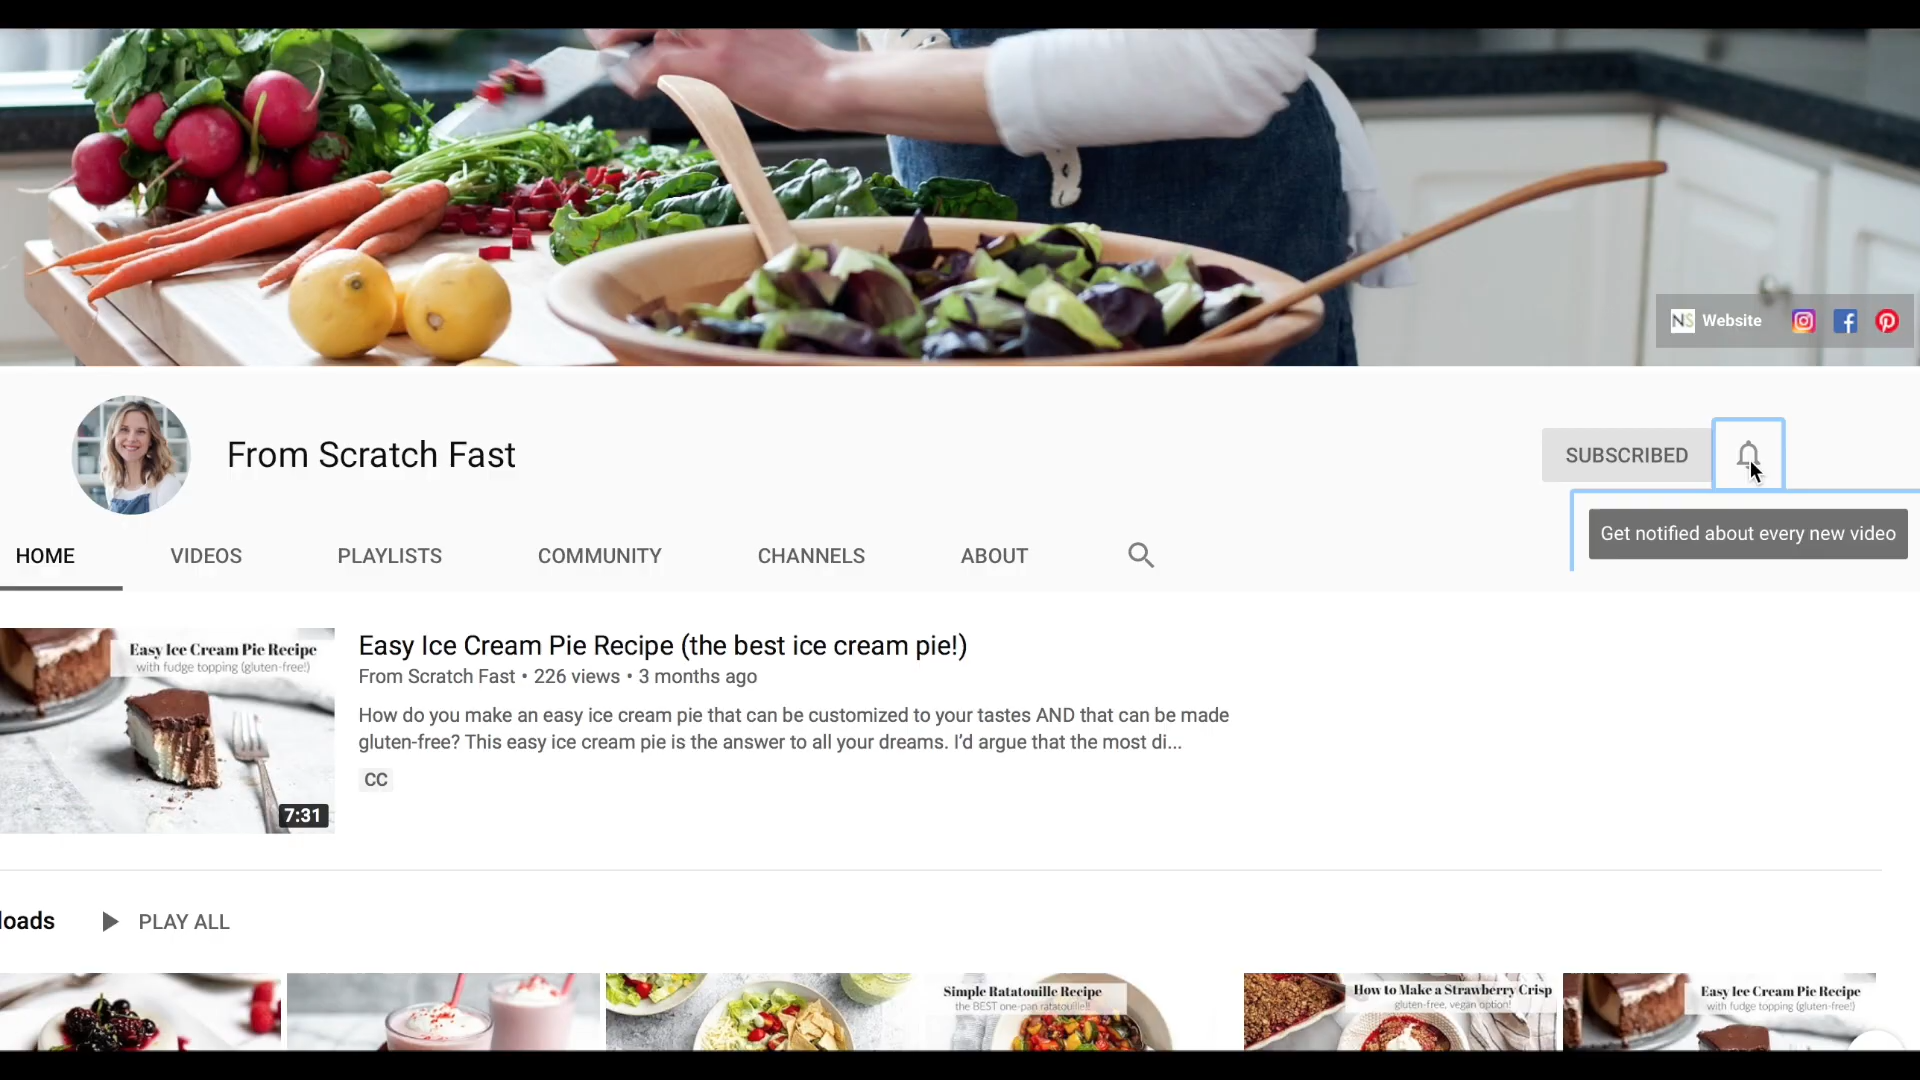 NS Website
From Scratch Fast
SUBSCRIBED
Get notified about every new video
HOME VIDEOS PLAYLISTS COMMUNITY CHANNELS ABOUT
Easy Ice Cream Pie Recipe
with fudge topping (gluten-free!)
7:31
Easy Ice Cream Pie Recipe (the best ice cream pie!)
From Scratch Fast • 226 views • 3 months ago
How do you make an easy ice cream pie that can be customized to your tastes AND that can be made
gluten-free? This easy ice cream pie is the answer to all your dreams. I'd argue that the most di...
CC
loads PLAY ALL
Simple Ratatouille Recipe
the BEST one-pan ratatouille!!
How to Make a Strawberry Crisp
gluten-free, vegan option!
Easy Ice Cream Pie Recipe
with fudge topping (gluten-free!)